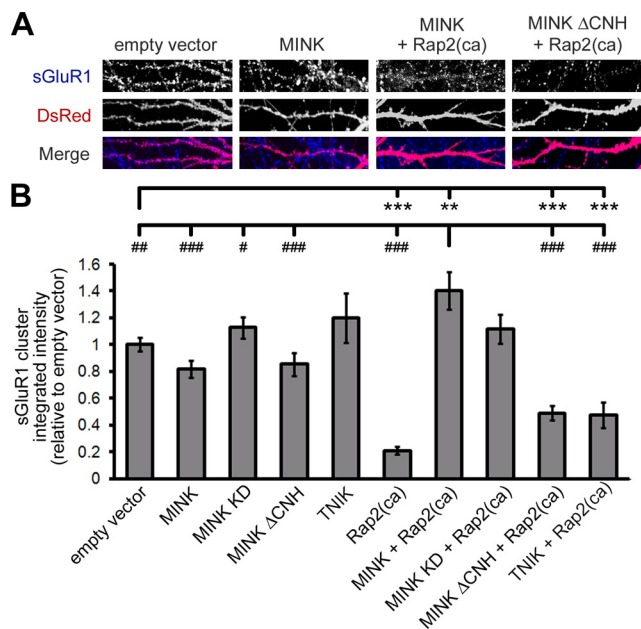 A
empty vector
MINK
MINK
+ Rap2(ca)
MINK ΔCNH
+ Rap2(ca)
sGluR1
DsRed
Merge
B
*** ** *** ***
## ### # ### ### ### ###
sGluR1 cluster
integrated intensity
(relative to empty vector)
1.6
1.4
1.2
1
0.8
0.6
0.4
0.2
0
empty vector
MINK
MINK KD
MINK ΔCNH
TNIK
Rap2(ca)
MINK + Rap2(ca)
MINK KD + Rap2(ca)
MINK ΔCNH + Rap2(ca)
TNIK + Rap2(ca)